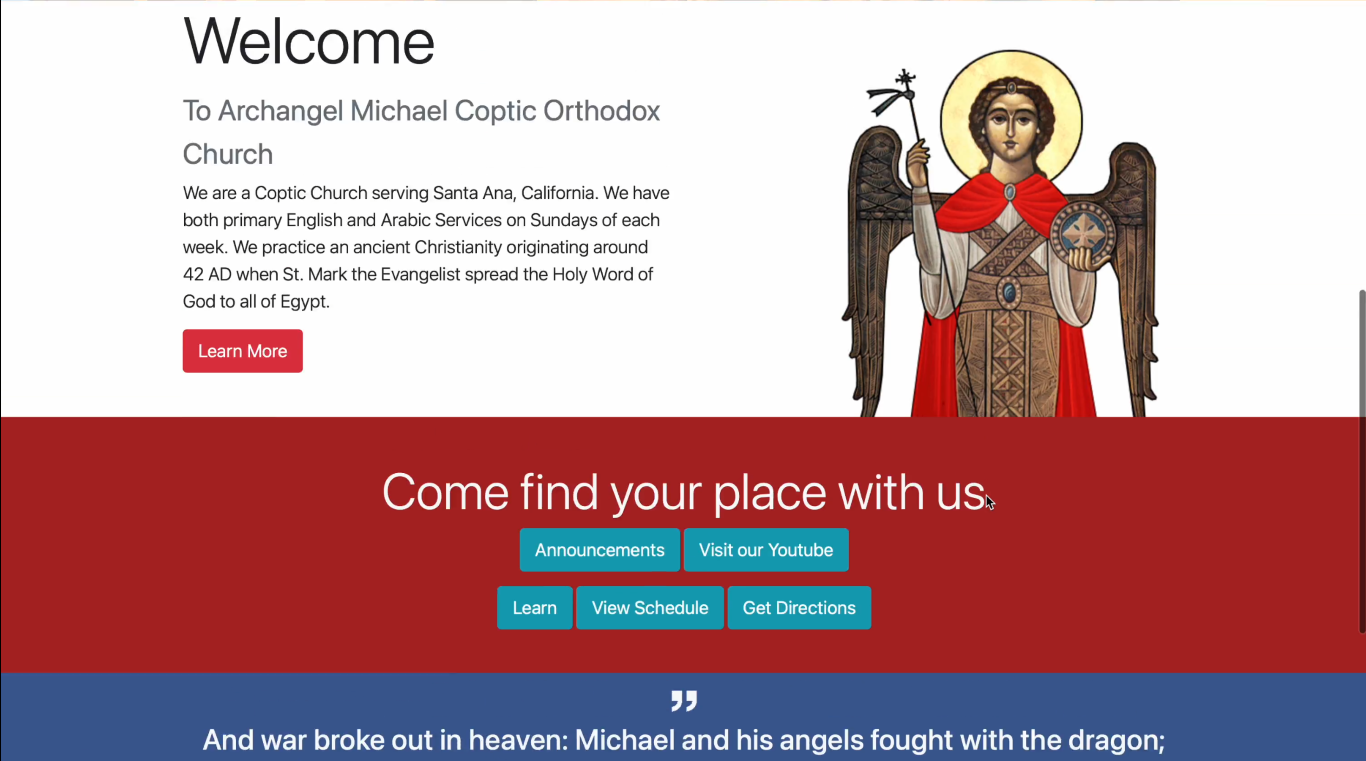 Welcome
To Archangel Michael Coptic Orthodox
Church
We are a Coptic Church serving Santa Ana, California. We have
both primary English and Arabic Services on Sundays of each
week. We practice an ancient Christianity originating around
42 AD when St. Mark the Evangelist spread the Holy Word of
God to all of Egypt.
Learn More
Come find your place with us.
Announcements Visit our Youtube
Learn View Schedule Get Directions
”
And war broke out in heaven: Michael and his angels fought with the dragon;